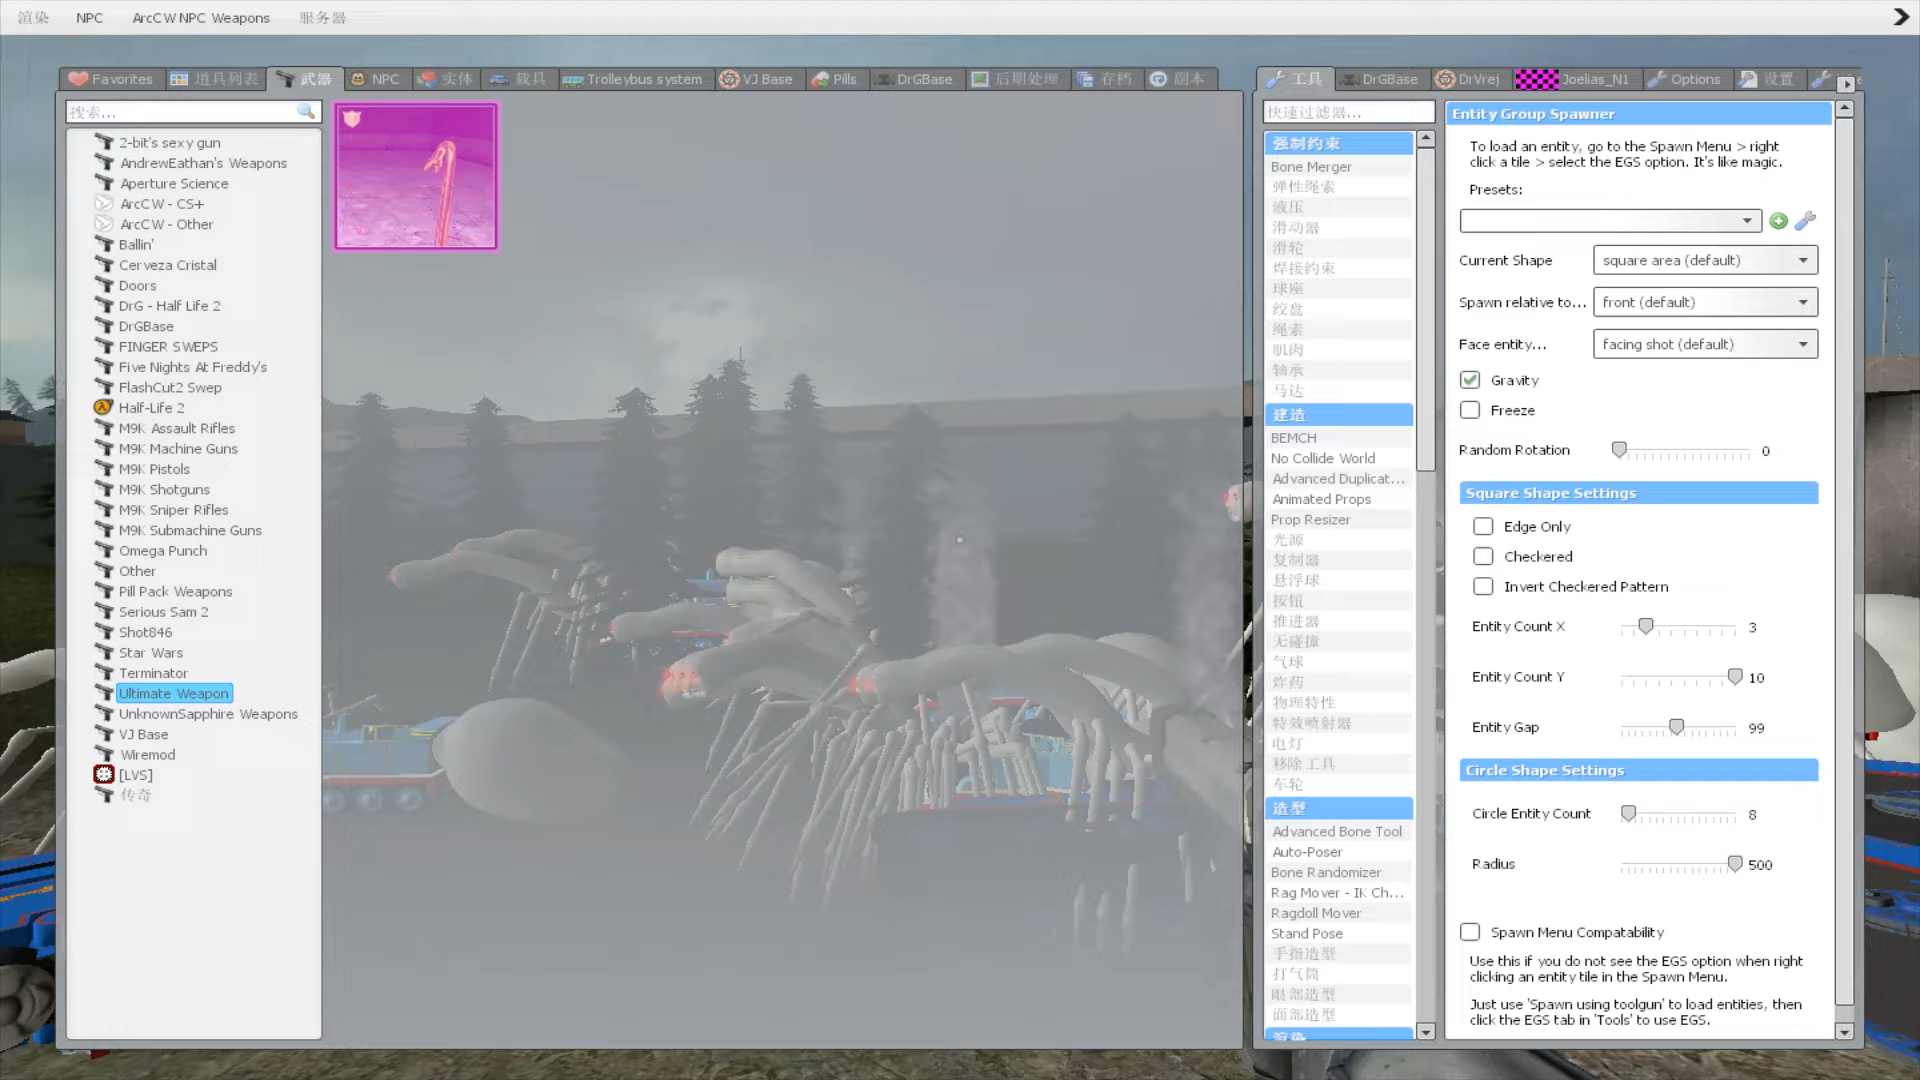 渲染 NPC ArcCW NPC Weapons 服务器
Favorites 道具列表 武器 NPC 实体 载具 Trolleybus system VJ Base Pills DrGBase 后期处理 存档 副本
搜索...
2-bit's sexy gun
AndrewEathan's Weapons
Aperture Science
ArcCW - CS+
ArcCW - Other
Ballin'
Cerveza Cristal
Doors
DrG - Half Life 2
DrGBase
FINGER SWEPS
Five Nights At Freddy's
FlashCut2 Swep
Half-Life 2
M9K Assault Rifles
M9K Machine Guns
M9K Pistols
M9K Shotguns
M9K Sniper Rifles
M9K Submachine Guns
Omega Punch
Other
Pill Pack Weapons
Serious Sam 2
Shot846
Star Wars
Terminator
Ultimate Weapon
UnknownSapphire Weapons
VJ Base
Wiremod
[LVS]
传奇
工具 DrGBase DrVrej Joelias_N1 Options 设置
快速过滤器...
强制约束
Bone Merger
弹性绳索
液压
滑动器
滑轮
焊接约束
球座
绞盘
绳索
肌肉
轴承
马达
建造
BEMCH
No Collide World
Advanced Duplicat...
Animated Props
Prop Resizer
光源
复制器
悬浮球
按钮
推进器
无碰撞
气球
炸药
物理特性
特效喷射器
电灯
移除工具
车轮
造型
Advanced Bone Tool
Auto-Poser
Bone Randomizer
Rag Mover - IK Ch...
Ragdoll Mover
Stand Pose
手指造型
打气筒
眼部造型
面部造型
渲染
Entity Group Spawner
To load an entity, go to the Spawn Menu > right
click a tile > select the EGS option. It's like magic.
Presets:
Current Shape square area (default)
Spawn relative to... front (default)
Face entity... facing shot (default)
Gravity
Freeze
Random Rotation 0
Square Shape Settings
Edge Only
Checkered
Invert Checkered Pattern
Entity Count X 3
Entity Count Y 10
Entity Gap 99
Circle Shape Settings
Circle Entity Count 8
Radius 500
Spawn Menu Compatability
Use this if you do not see the EGS option when right
clicking an entity tile in the Spawn Menu.
Just use 'Spawn using toolgun' to load entities, then
click the EGS tab in 'Tools' to use EGS.